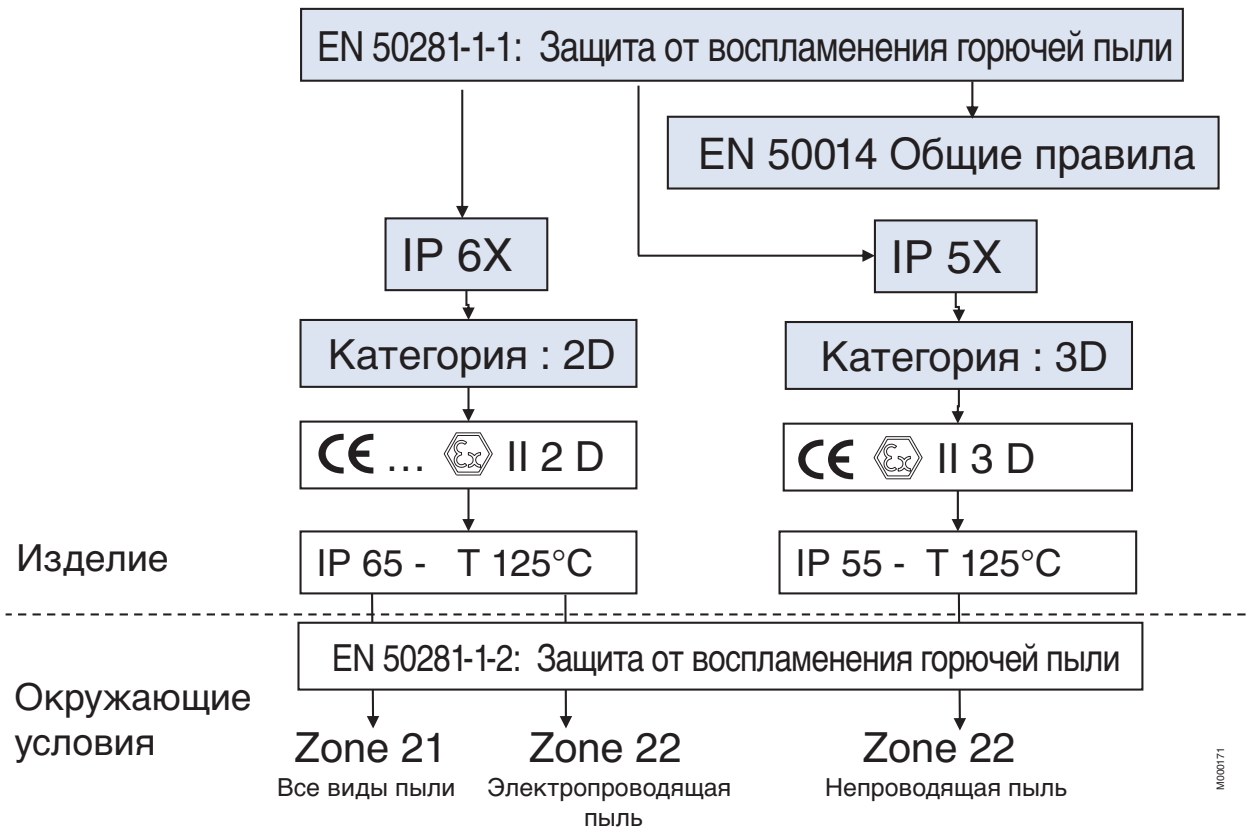 EN 50281-1-1: Защита от воспламенения горючей пыли
EN 50014 Общие правила
IP 6X
IP 5X
Категория : 2D
Категория : 3D
CE ... Ex II 2 D
CE Ex II 3 D
Изделие
IP 65 - T 125°C
IP 55 - T 125°C
EN 50281-1-2: Защита от воспламенения горючей пыли
Окружающие
условия
Zone 21
Zone 22
Zone 22
Все виды пыли
Электропроводящая
пыль
Непроводящая пыль
M000171